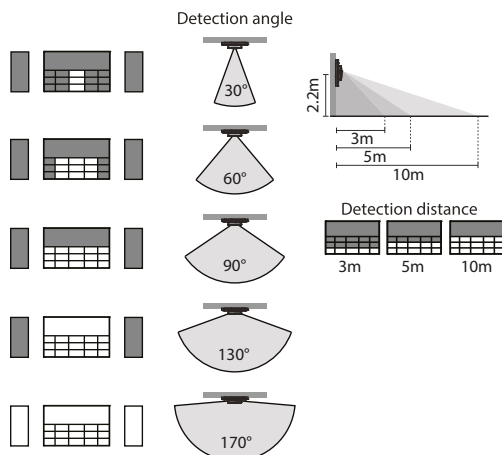 Detection angle
30°
60°
90°
130°
170°
2.2m
3m
5m
10m
Detection distance
3m 5m 10m